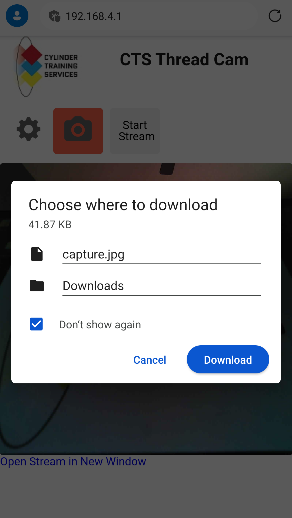 192.168.4.1
CYLINDER
TRAINING
SERVICES
CTS Thread Cam
Start
Stream
Choose where to download
41.87 KB
capture.jpg
Downloads
Don't show again
Cancel
Download
Open Stream in New Window